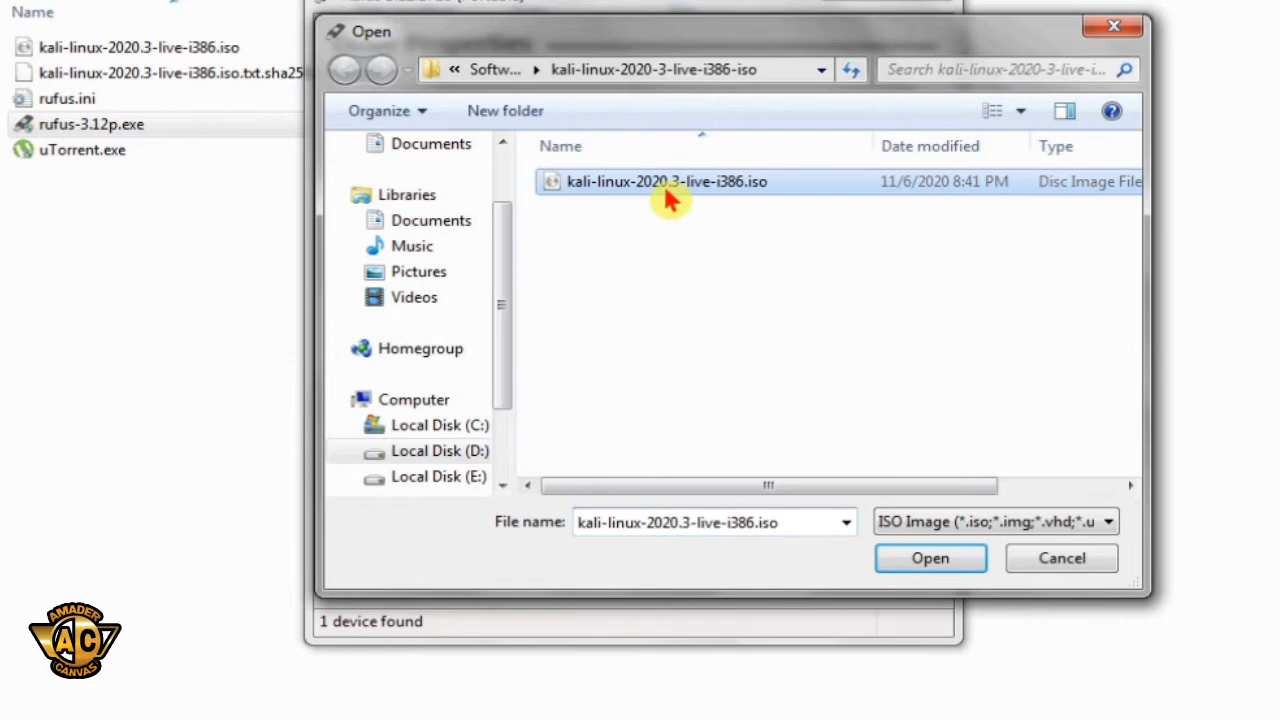 Name
kali-linux-2020.3-live-i386.iso
kali-linux-2020.3-live-i386.iso.txt.sha25
rufus.ini
rufus-3.12p.exe
uTorrent.exe
Open
« Softw... ▸ kali-linux-2020-3-live-i386-iso
Search kali-linux-2020-3-live-i...
Organize
New folder
Name
Date modified
Type
kali-linux-2020.3-live-i386.iso
11/6/2020 8:41 PM
Disc Image File
Documents
Libraries
Documents
Music
Pictures
Videos
Homegroup
Computer
Local Disk (C:)
Local Disk (D:)
Local Disk (E:)
File name:
kali-linux-2020.3-live-i386.iso
ISO Image (*.iso;*.img;*.vhd;*.u
Open
Cancel
1 device found
AMADER
AC
CANVAS